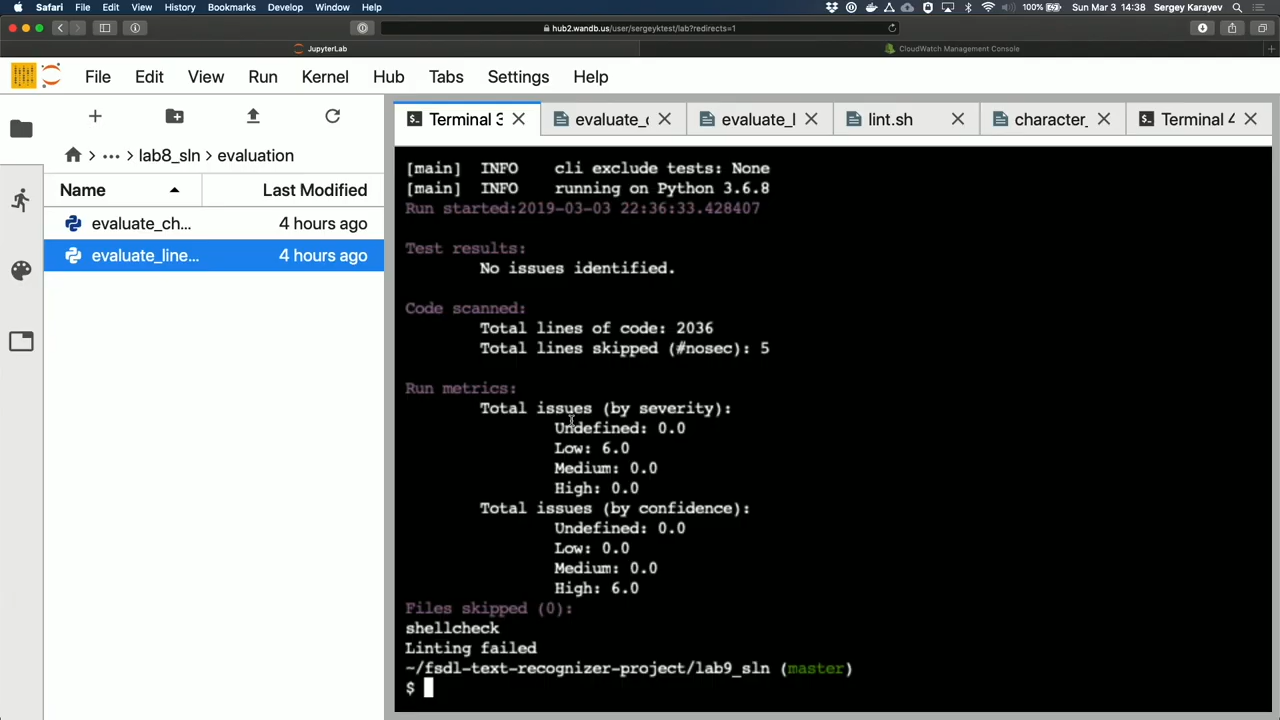 Safari File Edit View History Bookmarks Develop Window Help 100% Sun Mar 3 14:38 Sergey Karayev
hub2.wandb.us/user/sergeyktest/lab?redirects=1
JupyterLab CloudWatch Management Console
File Edit View Run Kernel Hub Tabs Settings Help
Terminal 3 evaluate_c evaluate_l lint.sh character_ Terminal 4
... > lab8_sln > evaluation
Name Last Modified
evaluate_ch... 4 hours ago
evaluate_line... 4 hours ago
[main] INFO cli exclude tests: None
[main] INFO running on Python 3.6.8
Run started:2019-03-03 22:36:33.428407
Test results:
No issues identified.
Code scanned:
Total lines of code: 2036
Total lines skipped (#nosec): 5
Run metrics:
Total issues (by severity):
Undefined: 0.0
Low: 6.0
Medium: 0.0
High: 0.0
Total issues (by confidence):
Undefined: 0.0
Low: 0.0
Medium: 0.0
High: 6.0
Files skipped (0):
shellcheck
Linting failed
~/fsdl-text-recognizer-project/lab9_sln (master)
$